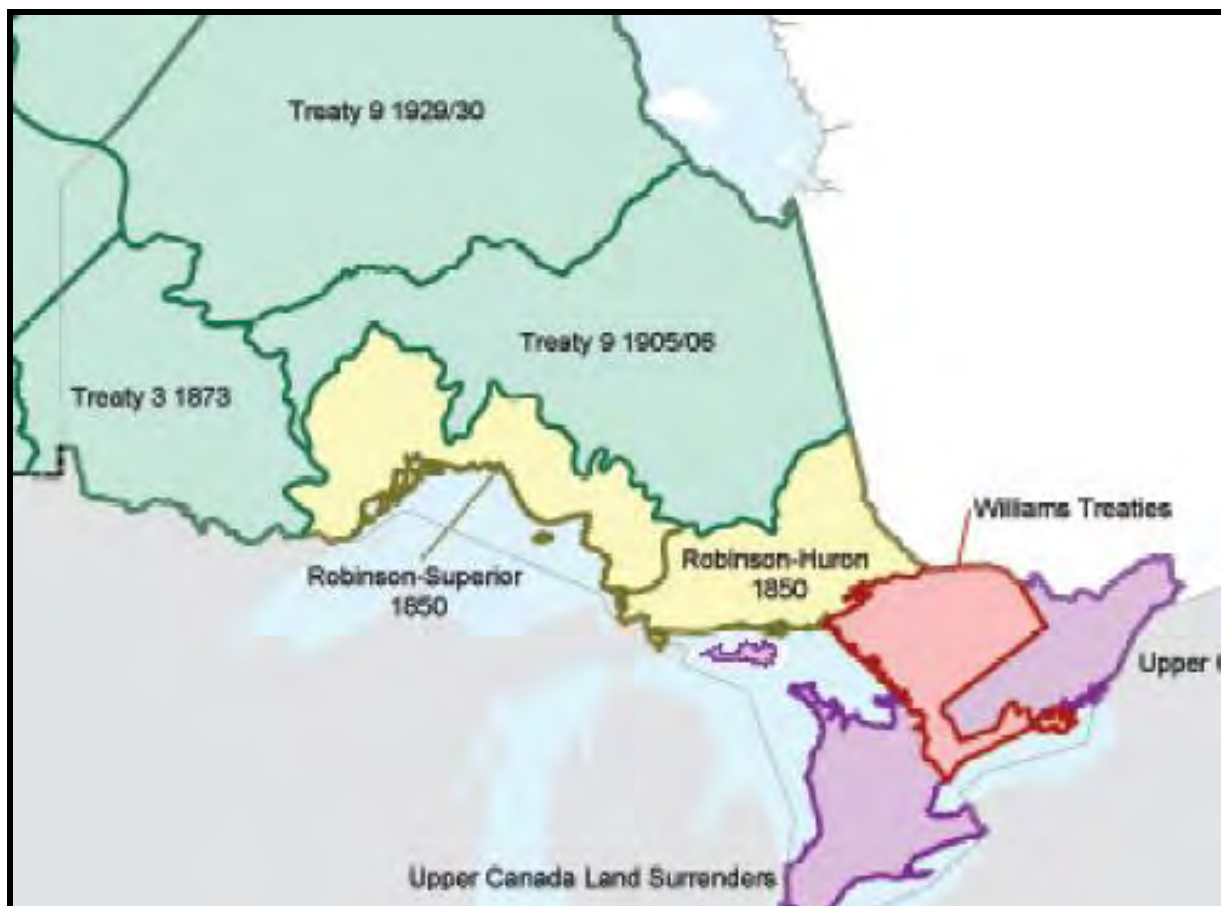 Treaty 9 1929/30
Treaty 9 1905/06
Treaty 3 1873
Williams Treaties
Robinson-Huron
1850
Robinson-Superior
1850
Upper
Upper Canada Land Surrenders